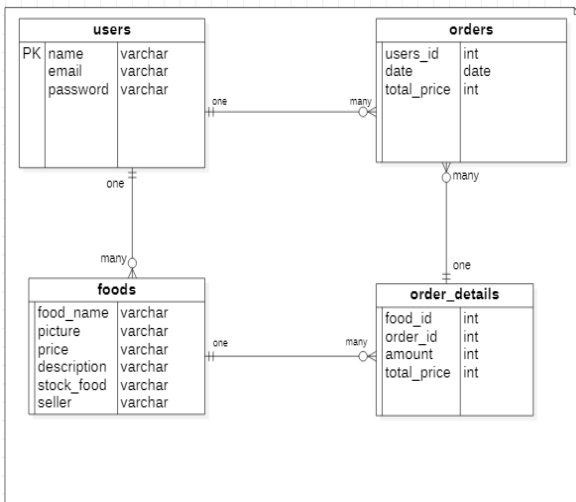 users
PK name varchar
email varchar
password varchar
orders
users_id int
date date
total_price int
one many
one
many
many
one
foods
food_name varchar
picture varchar
price varchar
description varchar
stock_food varchar
seller varchar
one many
order_details
food_id int
order_id int
amount int
total_price int